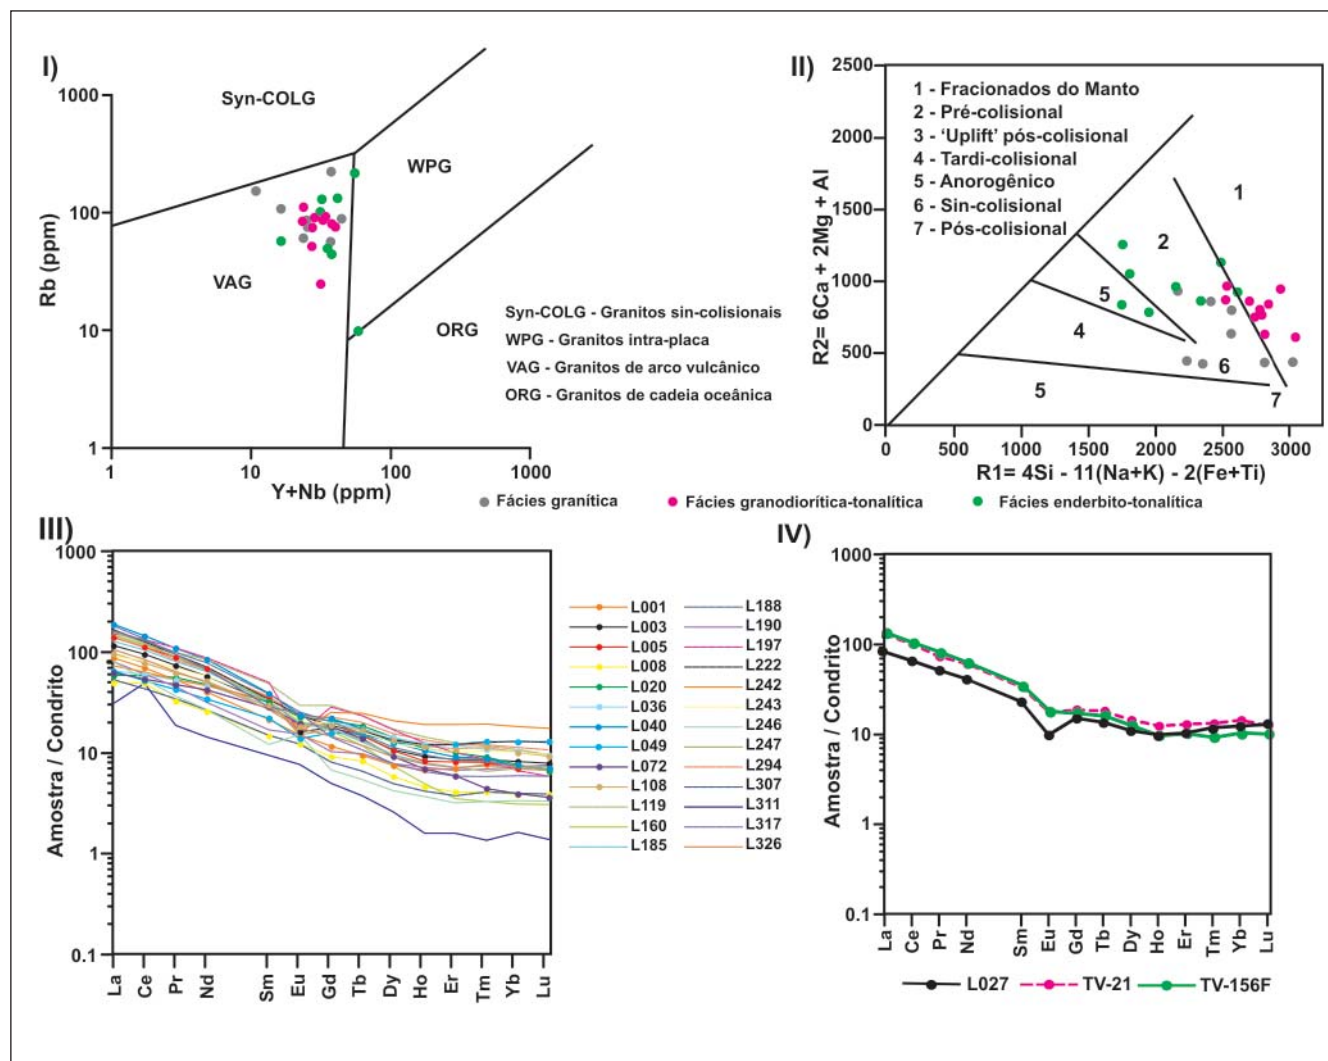 I)
1000
100
10
1
Rb (ppm)
Syn-COLG
WPG
VAG
ORG
Syn-COLG - Granitos sin-colisionais
WPG - Granitos intra-placa
VAG - Granitos de arco vulcânico
ORG - Granitos de cadeia oceânica
1 10 100 1000
Y+Nb (ppm)
II)
2500
2000
1500
1000
500
0
R2= 6Ca + 2Mg + Al
1 - Fracionados do Manto
2 - Pré-colisional
3 - 'Uplift' pós-colisional
4 - Tardi-colisional
5 - Anorogênico
6 - Sin-colisional
7 - Pós-colisional
1
2
5
4
6
5
7
0 500 1000 1500 2000 2500 3000
R1= 4Si - 11(Na+K) - 2(Fe+Ti)
Fácies granítica Fácies granodiorítica-tonalítica Fácies enderbito-tonalítica
III)
1000
100
10
1
0.1
Amostra / Condrito
La Ce Pr Nd Sm Eu Gd Tb Dy Ho Er Tm Yb Lu
L001 L188
L003 L190
L005 L197
L008 L222
L020 L242
L036 L243
L040 L246
L049 L247
L072 L294
L108 L307
L119 L311
L160 L317
L185 L326
IV)
1000
100
10
1
0.1
Amostra / Condrito
La Ce Pr Nd Sm Eu Gd Tb Dy Ho Er Tm Yb Lu
L027 TV-21 TV-156F